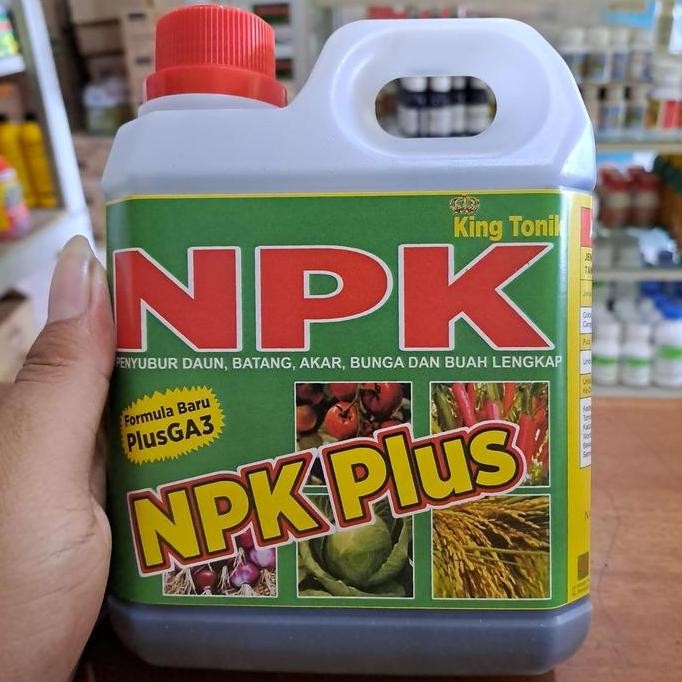 King Tonik
NPK
PENYUBUR DAUN, BATANG, AKAR, BUNGA DAN BUAH LENGKAP
Formula Baru
PlusGA3
NPK Plus